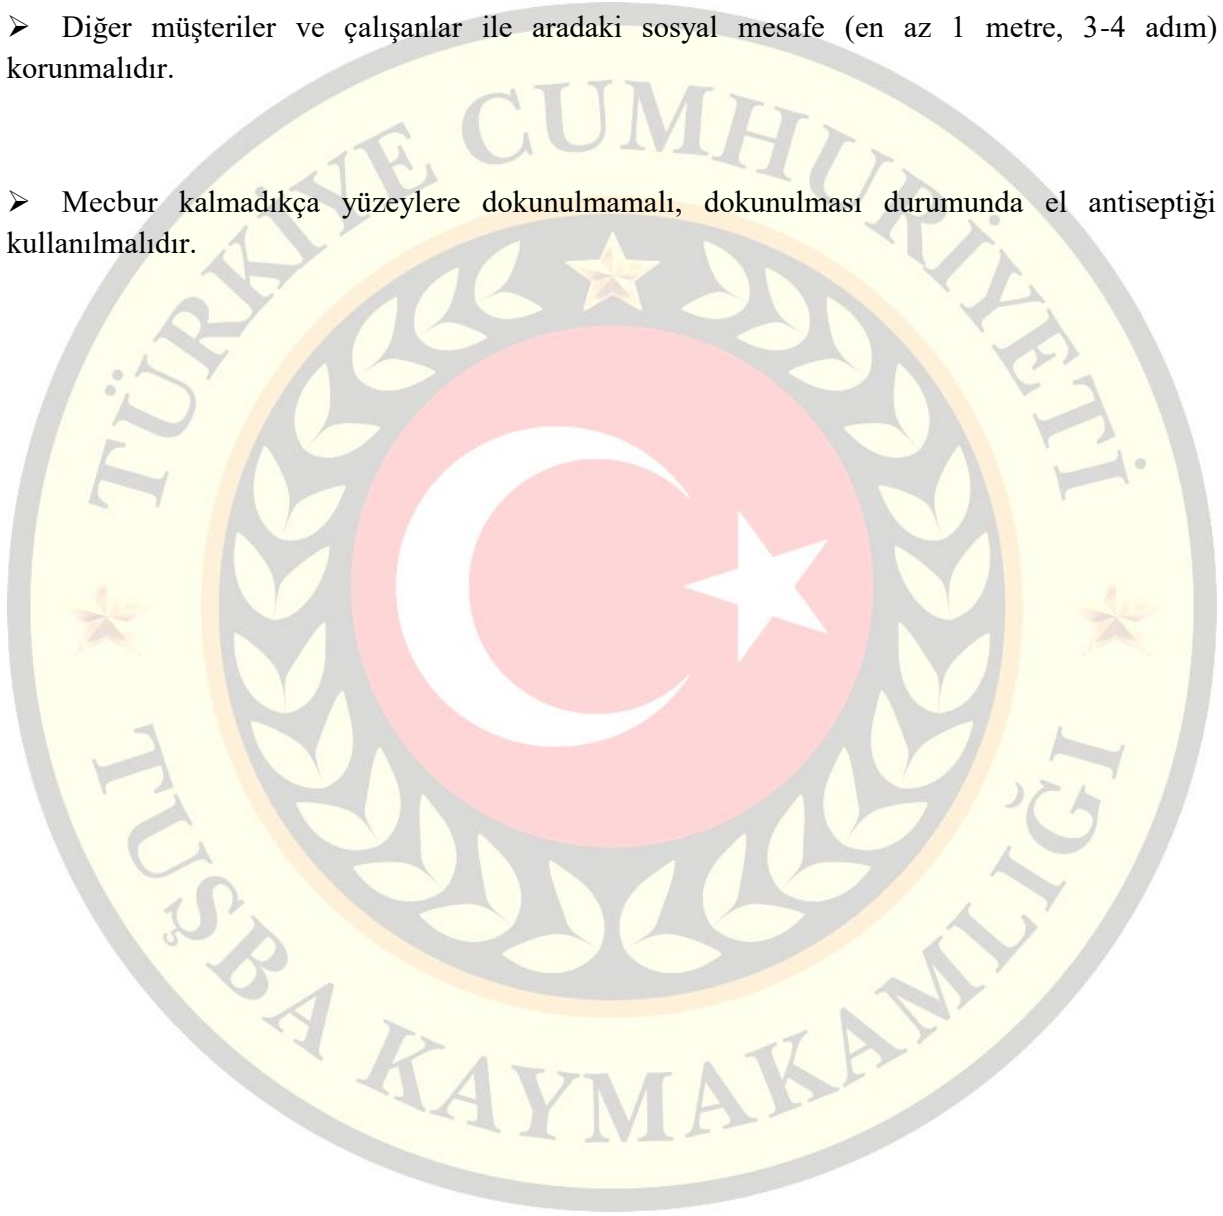 ➢ Diğer müşteriler ve çalışanlar ile aradaki sosyal mesafe (en az 1 metre, 3-4 adım)
korunmalıdır.
➢ Mecbur kalmadıkça yüzeylere dokunulmamalı, dokunulması durumunda el antiseptiği
kullanılmalıdır.
TÜRKİYE CUMHURİYETİ
TUŞBA KAYMAKAMLIĞI